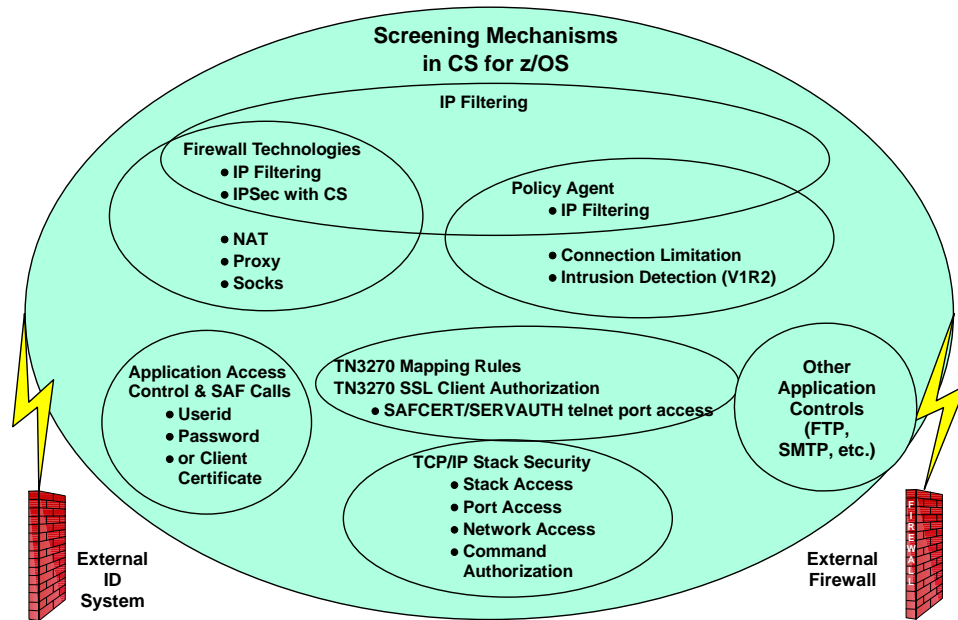 Screening Mechanisms
in CS for z/OS
IP Filtering
Firewall Technologies
• IP Filtering
• IPSec with CS
• NAT
• Proxy
• Socks
Policy Agent
• IP Filtering
• Connection Limitation
• Intrusion Detection (V1R2)
Application Access
Control & SAF Calls
• Userid
• Password
• or Client
Certificate
TN3270 Mapping Rules
TN3270 SSL Client Authorization
• SAFCERT/SERVAUTH telnet port access
Other
Application
Controls
(FTP,
SMTP, etc.)
TCP/IP Stack Security
• Stack Access
• Port Access
• Network Access
• Command
Authorization
External
ID
System
FIREWALL
External
Firewall